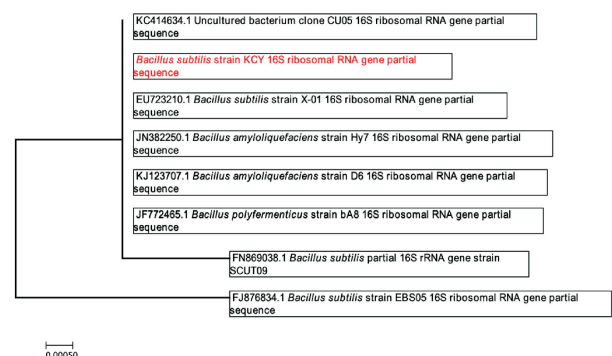 KC414634.1 Uncultured bacterium clone CU05 16S ribosomal RNA gene partial
sequence
Bacillus subtilis strain KCY 16S ribosomal RNA gene partial
sequence
EU723210.1 Bacillus subtilis strain X-01 16S ribosomal RNA gene partial
sequence
JN382250.1 Bacillus amyloliquefaciens strain Hy7 16S ribosomal RNA gene partial
sequence
KJ123707.1 Bacillus amyloliquefaciens strain D6 16S ribosomal RNA gene partial
sequence
JF772465.1 Bacillus polyfermenticus strain bA8 16S ribosomal RNA gene partial
sequence
FN869038.1 Bacillus subtilis partial 16S rRNA gene strain
SCUT09
FJ876834.1 Bacillus subtilis strain EBS05 16S ribosomal RNA gene partial
sequence
0.00050